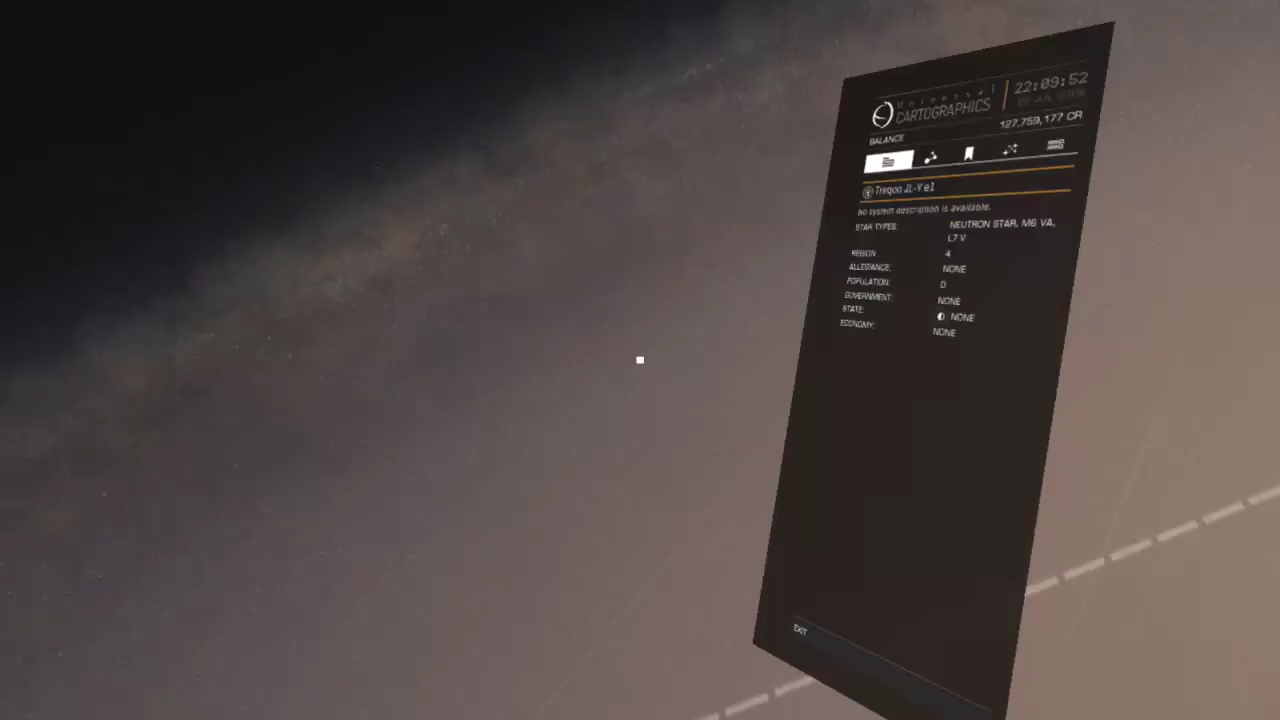 Universal
CARTOGRAPHICS
22:09:52
BALANCE
127,759,177 CR
No system description is available.
STAR TYPES: NEUTRON STAR, M6 VA,
L7 V
REGION 4
ALLEGIANCE: NONE
POPULATION: 0
GOVERNMENT: NONE
STATE: NONE
ECONOMY: NONE
EXIT